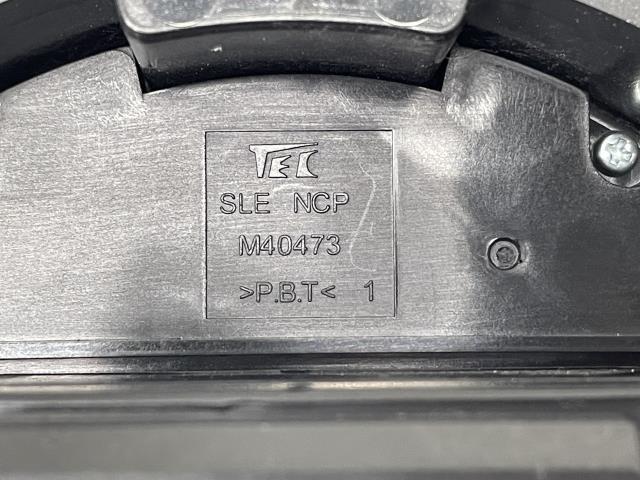 TEC
SLE NCP
M40473
>P.B.T< 1